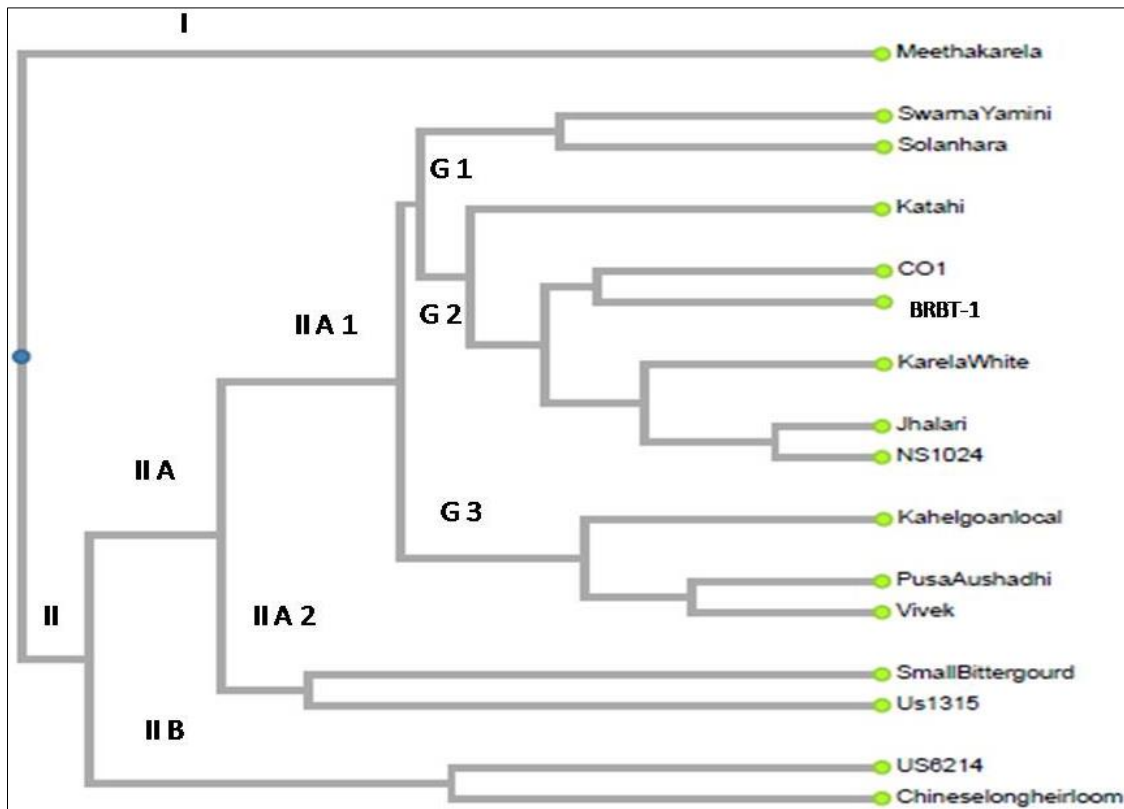 I
Meethakarela
SwarnaYamini
Solanhara
G 1
Katahi
CO1
G 2
BRBT-1
II A 1
KarelaWhite
Jhalari
NS1024
II A
G 3
Kahelgoanlocal
PusaAushadhi
Vivek
II
II A 2
SmallBittergourd
Us1315
II B
US6214
Chineselongheirloom